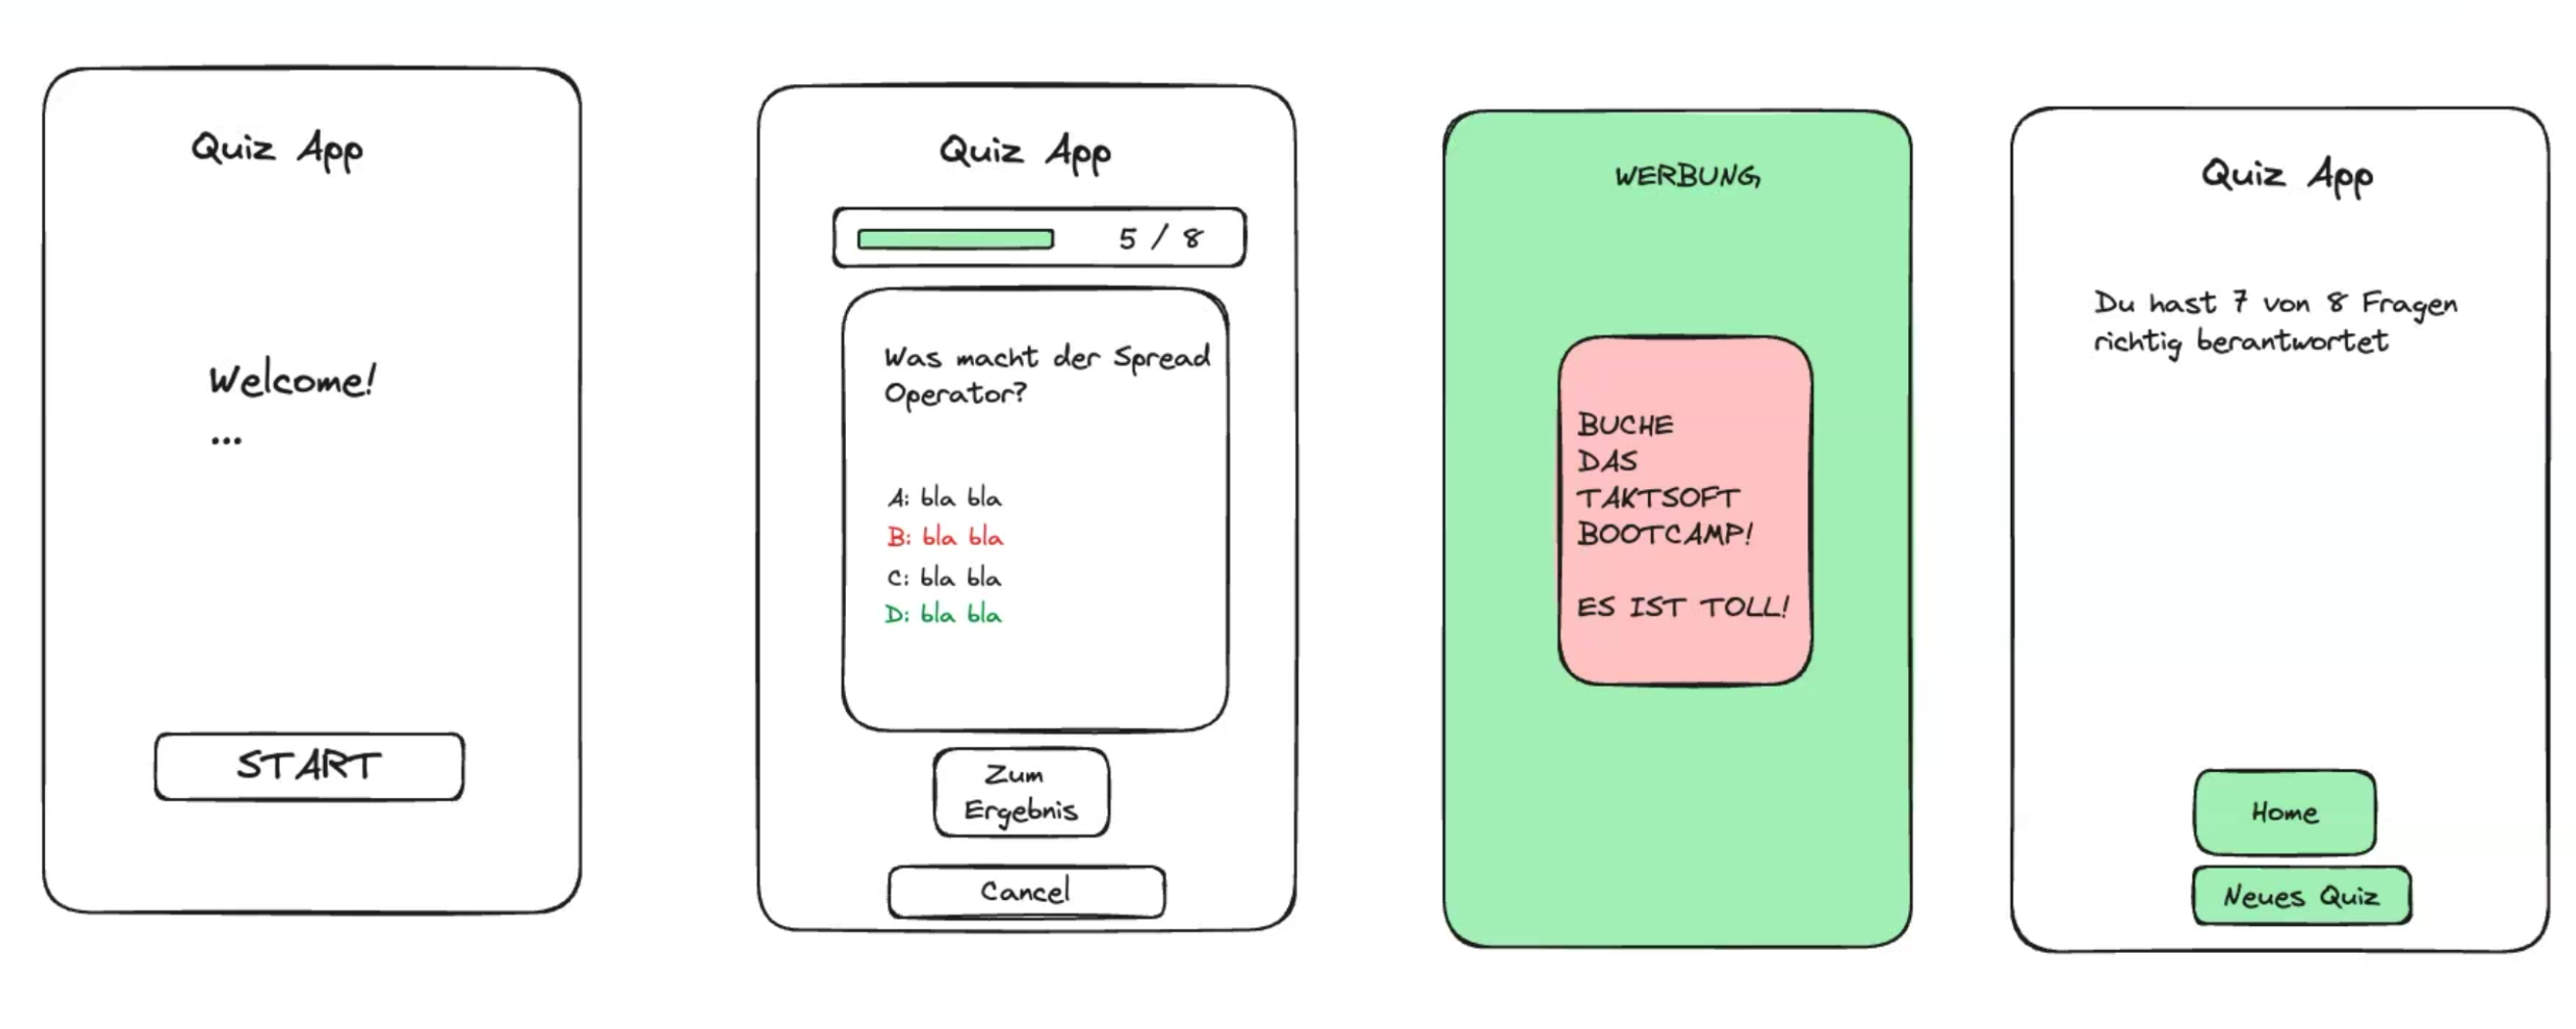 Quiz App
Welcome!
...
START
Quiz App
5 / 8
Was macht der Spread
Operator?
A: bla bla
B: bla bla
C: bla bla
D: bla bla
Zum
Ergebnis
Cancel
WERBUNG
BUCHE
DAS
TAKTSOFT
BOOTCAMP!
ES IST TOLL!
Quiz App
Du hast 7 von 8 Fragen
richtig berantwortet
Home
Neues Quiz